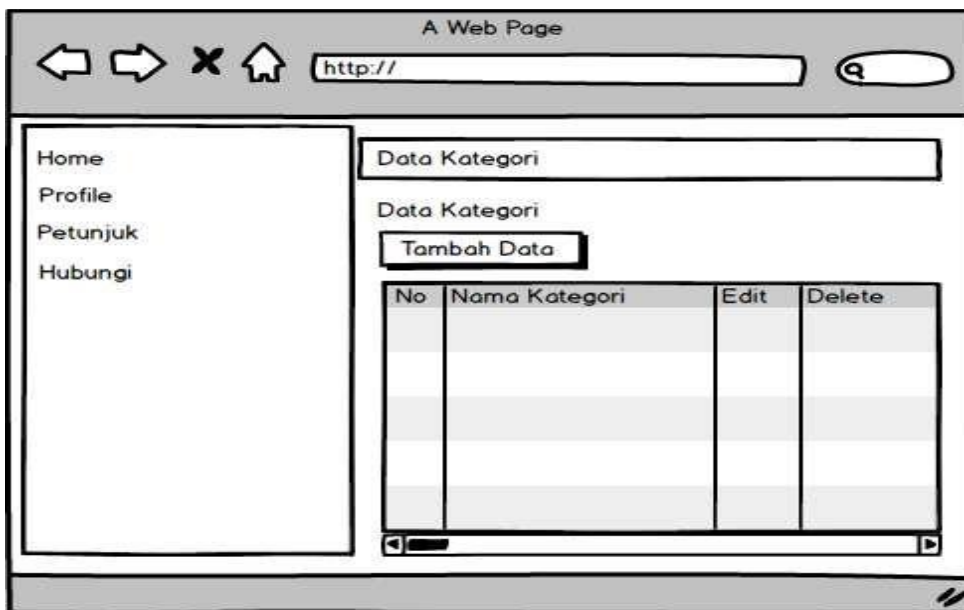 A Web Page
http://
Home
Profile
Petunjuk
Hubungi
Data Kategori
Data Kategori
Tambah Data
No Nama Kategori Edit Delete